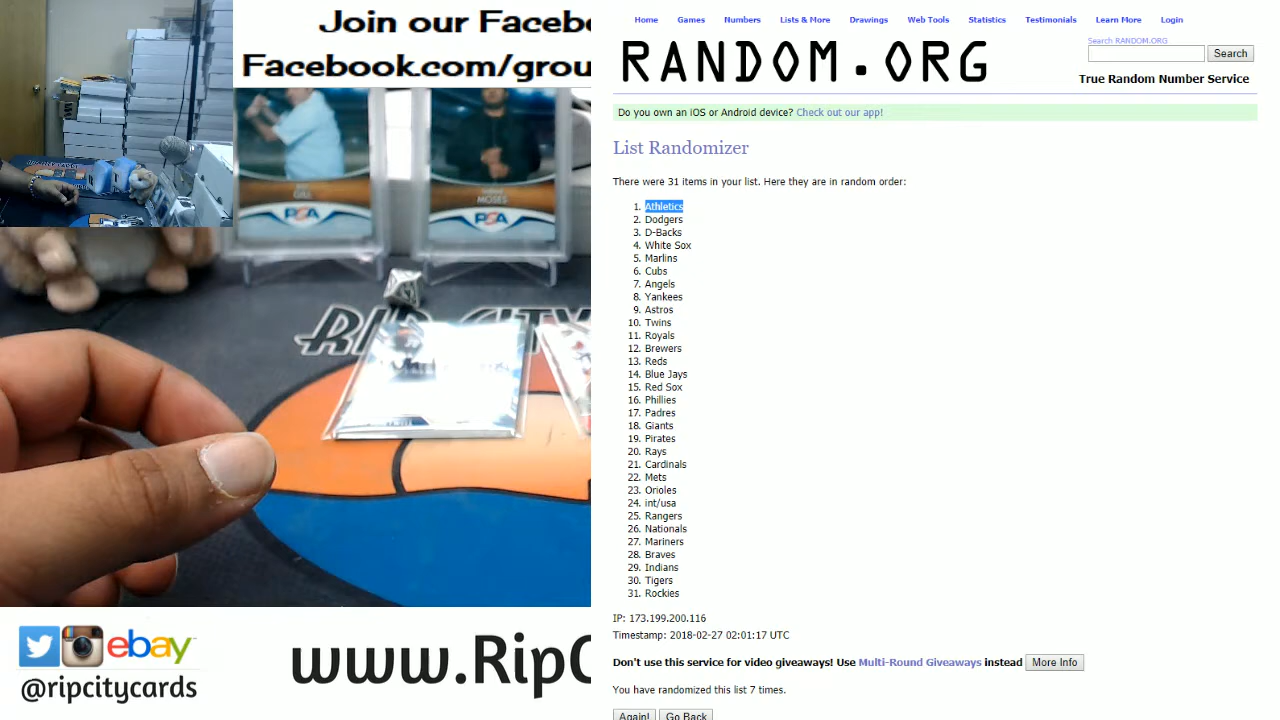 Join our Facebo
Facebook.com/grou
GILL
MOSES
PSA
PSA
RIP CITY
ebay
@ripcitycards
www.RipC
Home Games Numbers Lists & More Drawings Web Tools Statistics Testimonials Learn More Login
RANDOM.ORG
Search RANDOM.ORG
Search
True Random Number Service
Do you own an iOS or Android device? Check out our app!
List Randomizer
There were 31 items in your list. Here they are in random order:
1. Athletics
2. Dodgers
3. D-Backs
4. White Sox
5. Marlins
6. Cubs
7. Angels
8. Yankees
9. Astros
10. Twins
11. Royals
12. Brewers
13. Reds
14. Blue Jays
15. Red Sox
16. Phillies
17. Padres
18. Giants
19. Pirates
20. Rays
21. Cardinals
22. Mets
23. Orioles
24. int/usa
25. Rangers
26. Nationals
27. Mariners
28. Braves
29. Indians
30. Tigers
31. Rockies
IP: 173.199.200.116
Timestamp: 2018-02-27 02:01:17 UTC
Don't use this service for video giveaways! Use Multi-Round Giveaways instead More Info
You have randomized this list 7 times.
Again! Go Back